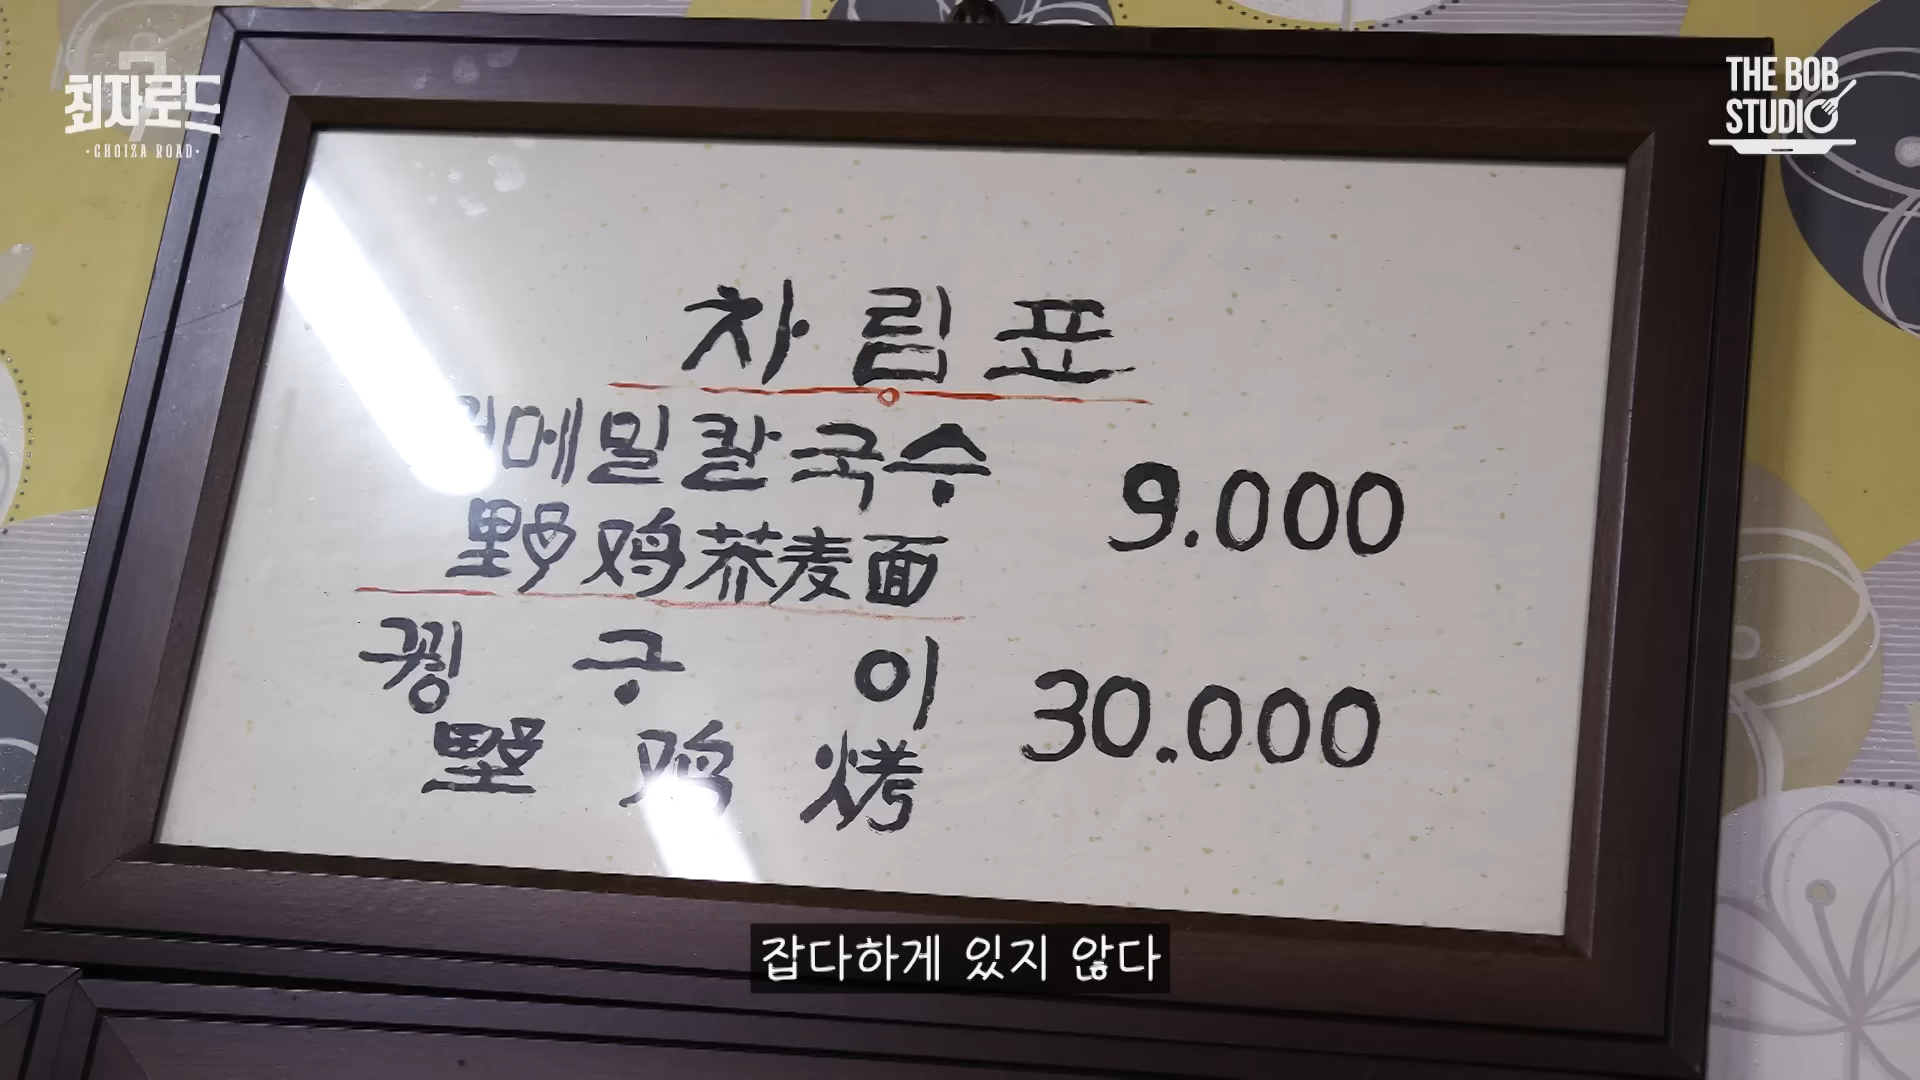 최자로드
7
·CHOIZA ROAD·
THE BOB
STUDIO
차림표
메밀칼국수 9.000
野鸡荞麦面
꿩구이 30.000
野鸡烤
잡다하게 있지 않다